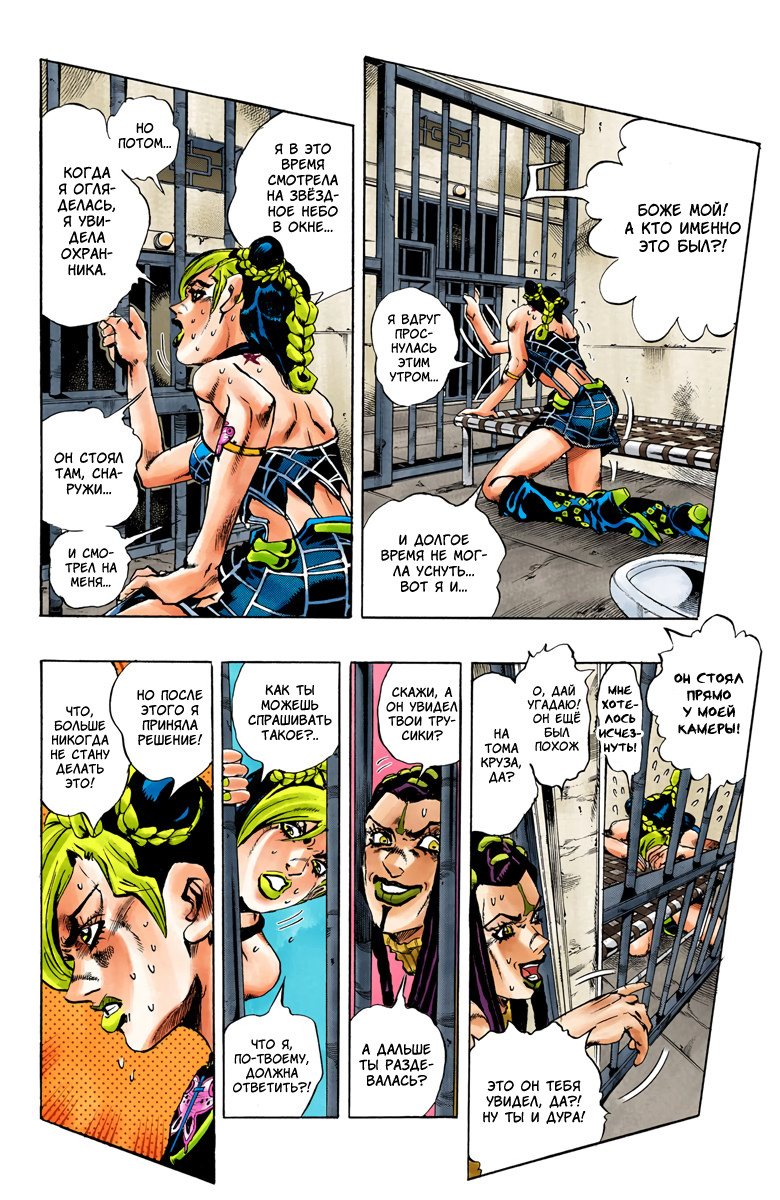 БОЖЕ МОЙ!
А КТО ИМЕННО
ЭТО БЫЛ?!
Я ВДРУГ
ПРОС-
НУЛАСЬ
ЭТИМ
УТРОМ...
И ДОЛГОЕ
ВРЕМЯ НЕ МОГ-
ЛА УСНУТЬ...
ВОТ Я И...
Я В ЭТО
ВРЕМЯ
СМОТРЕЛА
НА ЗВЁЗД-
НОЕ НЕБО
В ОКНЕ...
НО
ПОТОМ...
КОГДА
Я ОГЛЯ-
ДЕЛАСЬ,
Я УВИ-
ДЕЛА
ОХРАН-
НИКА.
ОН СТОЯЛ
ТАМ, СНА-
РУЖИ...
И СМО-
ТРЕЛ НА
МЕНЯ...
ОН СТОЯЛ
ПРЯМО
У МОЕЙ
КАМЕРЫ!
МНЕ
ХОТЕ-
ЛОСЬ
ИСЧЕЗ-
НУТЬ!
О, ДАЙ
УГАДАЮ!
ОН ЕЩЁ
БЫЛ
ПОХОЖ
НА
ТОМА
КРУЗА,
ДА?
ЭТО ОН ТЕБЯ
УВИДЕЛ, ДА?!
НУ ТЫ И ДУРА!
СКАЖИ, А
ОН УВИДЕЛ
ТВОИ ТРУ-
СИКИ?
А ДАЛЬШЕ
ТЫ РАЗДЕ-
ВАЛАСЬ?
КАК ТЫ
МОЖЕШЬ
СПРАШИВАТЬ
ТАКОЕ?..
ЧТО Я,
ПО-ТВОЕМУ,
ДОЛЖНА
ОТВЕТИТЬ?!
НО ПОСЛЕ
ЭТОГО Я
ПРИНЯЛА
РЕШЕНИЕ!
ЧТО,
БОЛЬШЕ
НИКОГДА
НЕ СТАНУ
ДЕЛАТЬ
ЭТО!